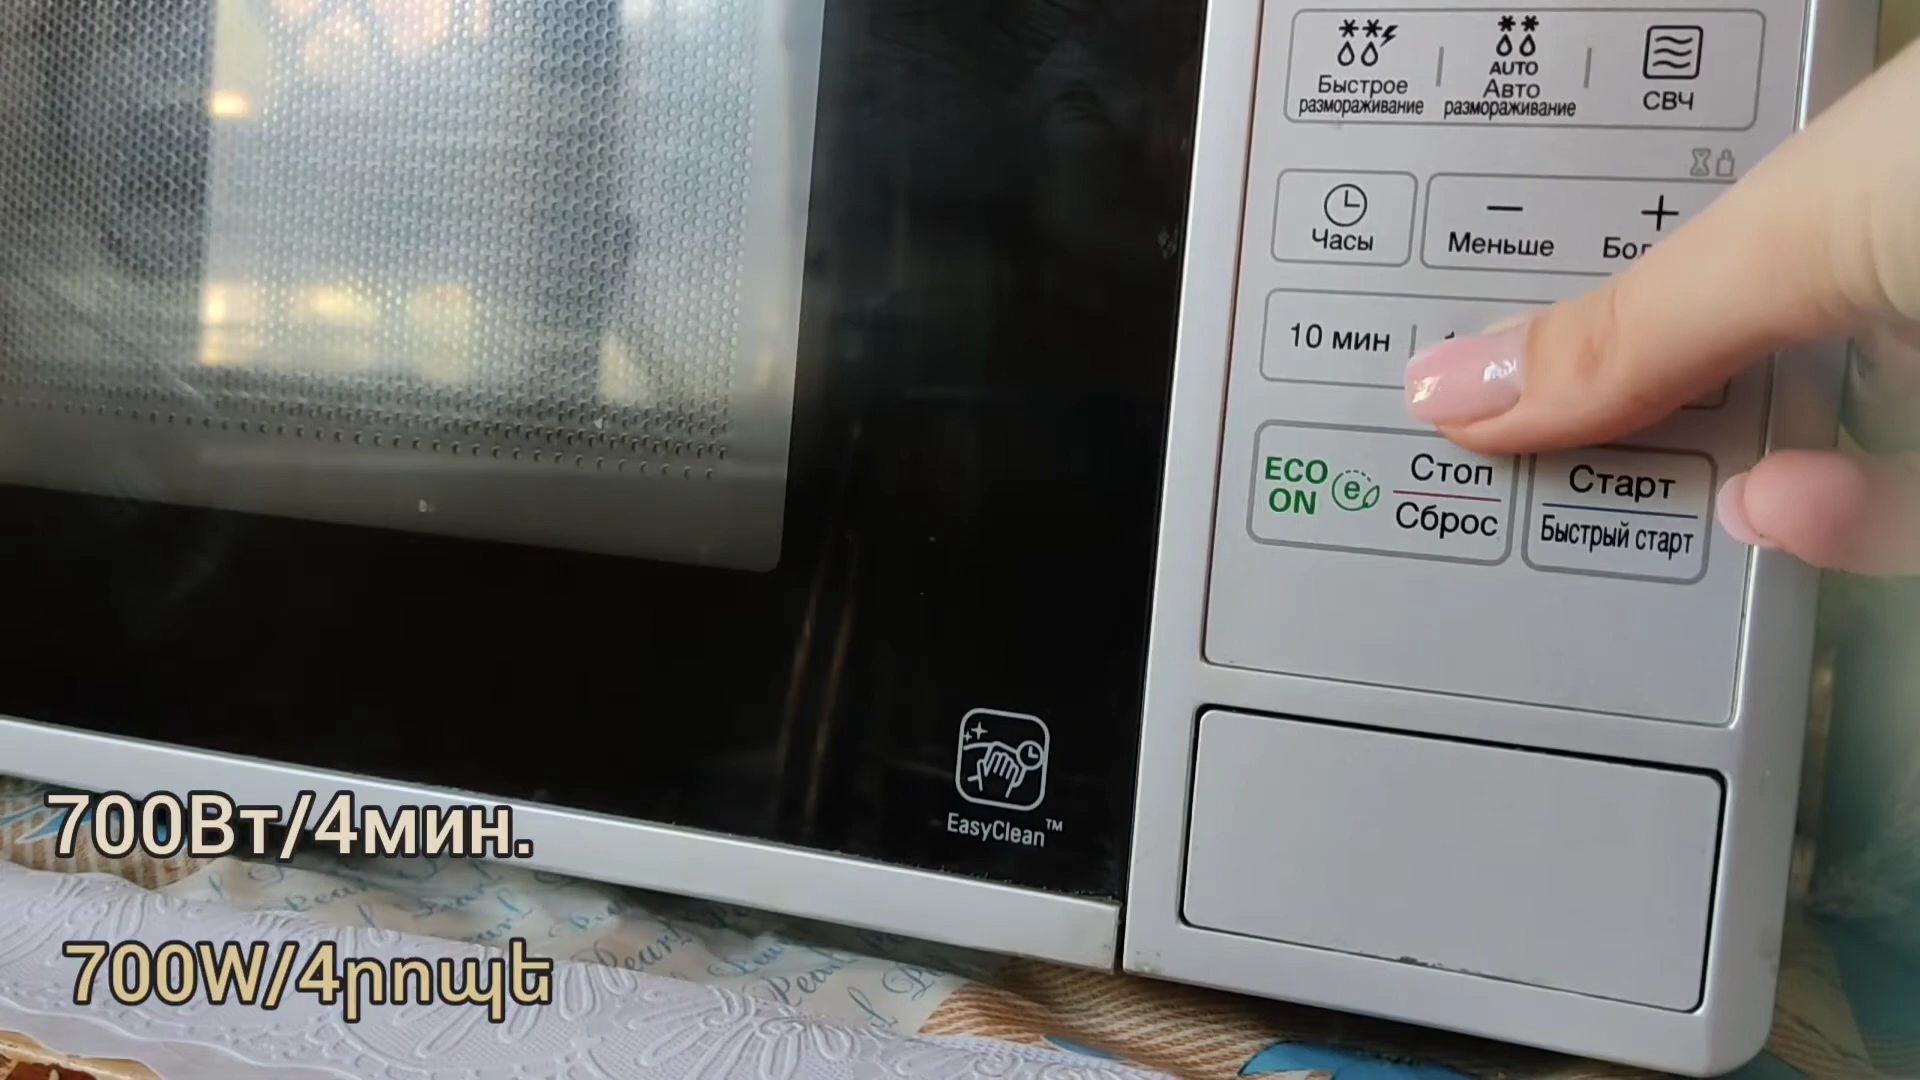 Быстрое
размораживание
AUTO
Авто
размораживание
СВЧ
Часы
Меньше
10 мин
ECO
ON
e
Стоп
Сброс
Старт
Быстрый старт
EasyClean™
700Вт/4мин.
700W/4րոպե
Pearl